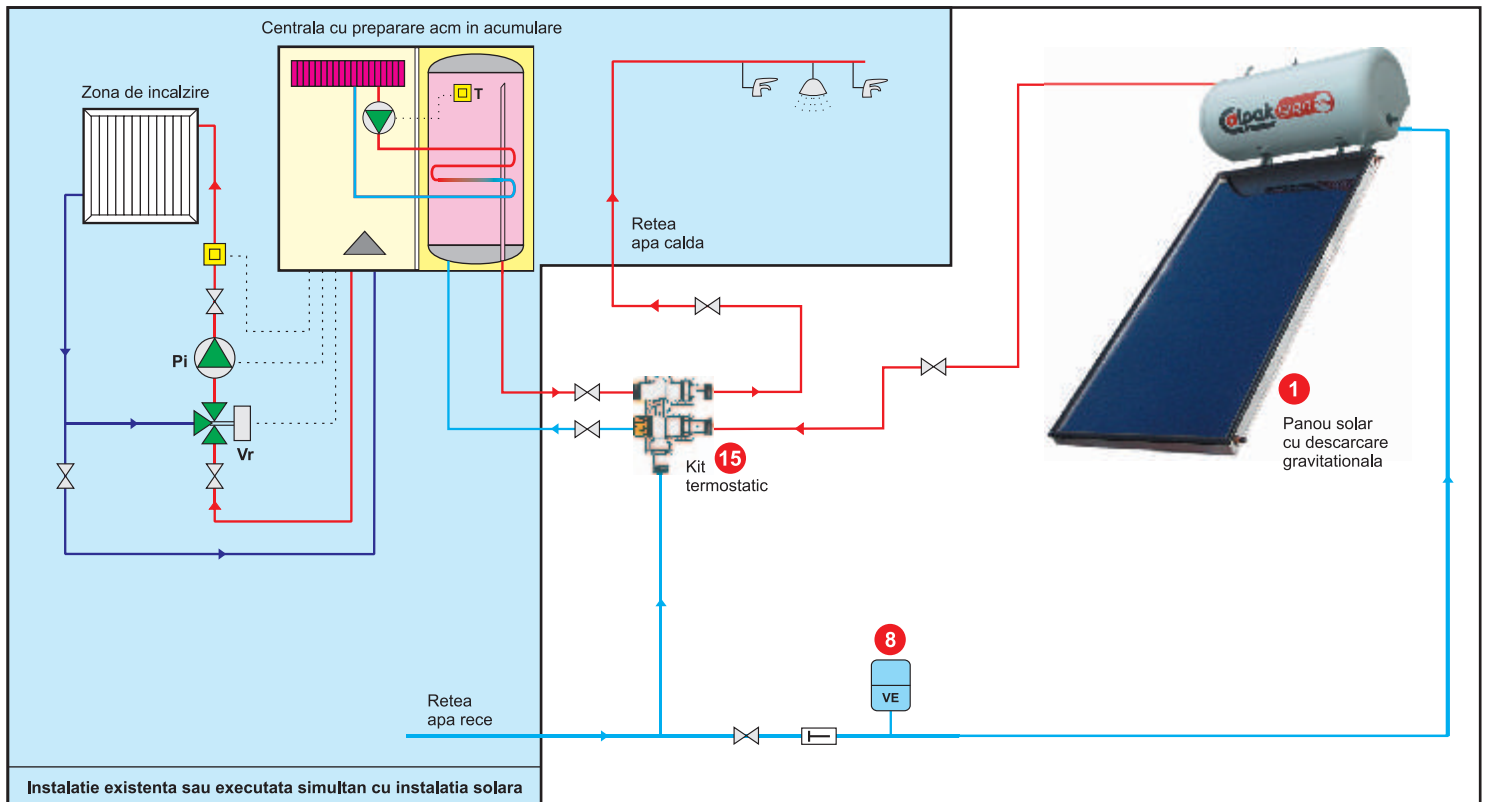 Centrala cu preparare acm in acumulare
Zona de incalzire
T
Pi
Vr
Retea
apa calda
Calpak
1
Panou solar
cu descarcare
gravitationala
Kit
termostatic
15
8
VE
Retea
apa rece
Instalatie existenta sau executata simultan cu instalatia solara